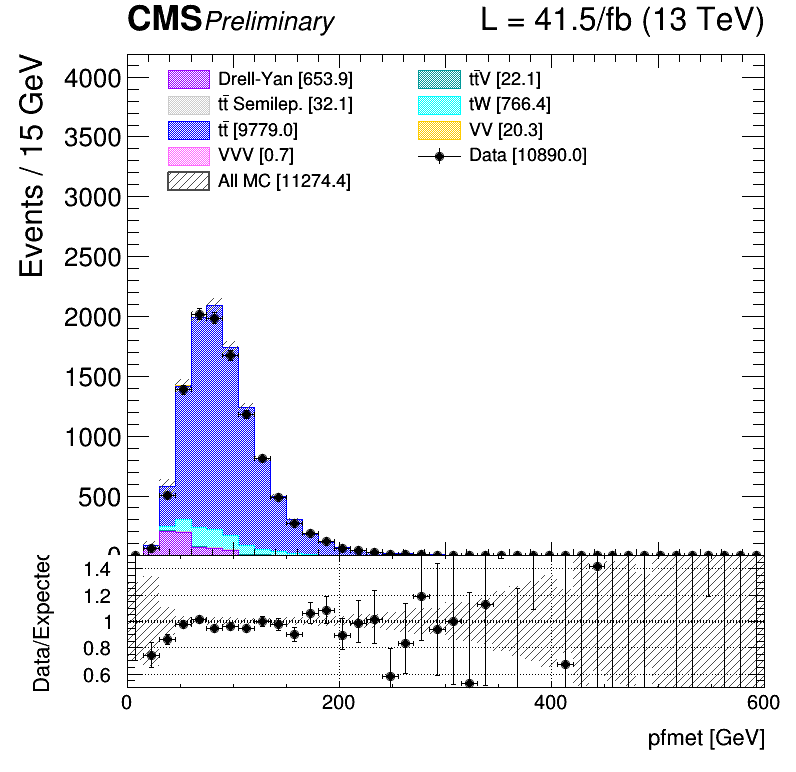 CMS Preliminary L = 41.5/fb (13 TeV)
Events / 15 GeV
4000
3500
3000
2500
2000
1500
1000
500
0
Drell-Yan [653.9]
tt̄ Semilep. [32.1]
tt̄ [9779.0]
VVV [0.7]
All MC [11274.4]
tt̄V [22.1]
tW [766.4]
VV [20.3]
Data [10890.0]
Data/Expected
1.4
1.2
1
0.8
0.6
0 200 400 600
pfmet [GeV]